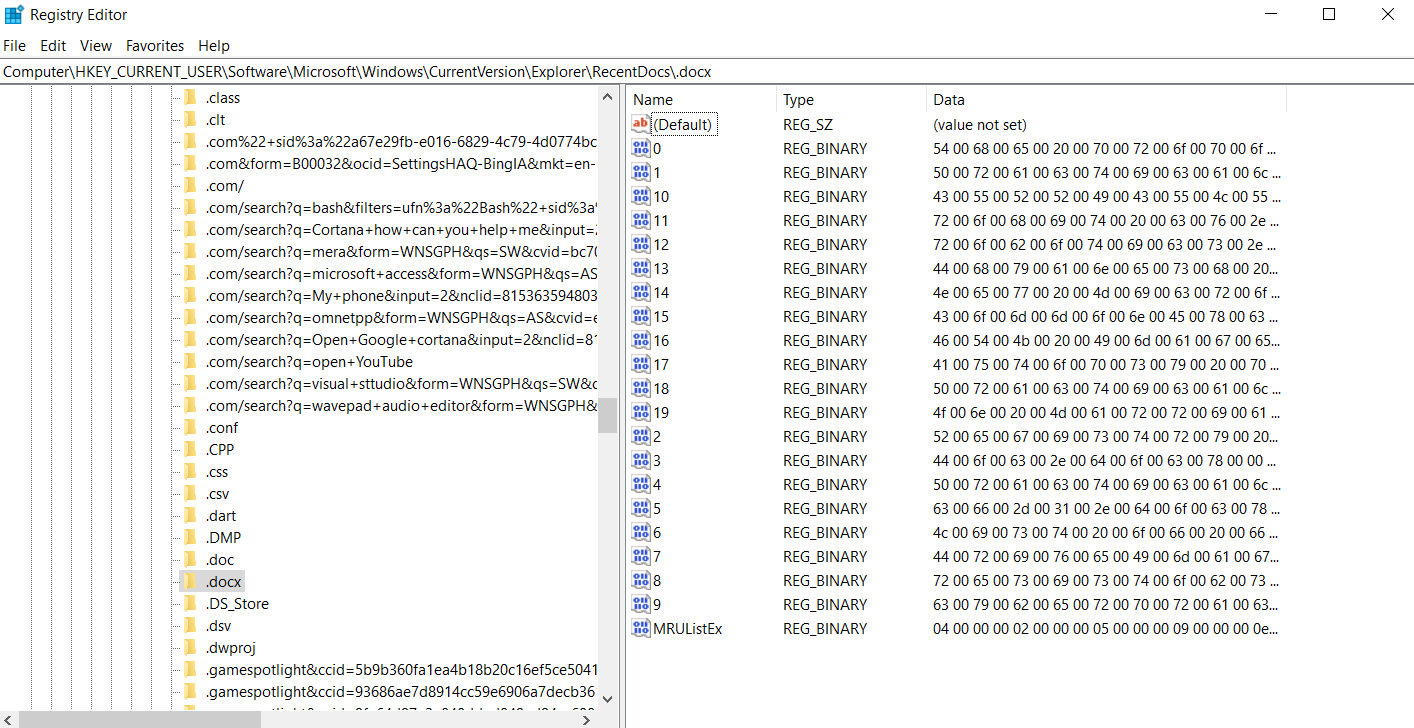 Registry Editor
File Edit View Favorites Help
Computer\HKEY_CURRENT_USER\Software\Microsoft\Windows\CurrentVersion\Explorer\RecentDocs\.docx
.class
.clt
.com%22+sid%3a%22a67e29fb-e016-6829-4c79-4d0774bc
.com&form=B00032&ocid=SettingsHAQ-BingIA&mkt=en-
.com/
.com/search?q=bash&filters=ufn%3a%22Bash%22+sid%3a%
.com/search?q=Cortana+how+can+you+help+me&input=2
.com/search?q=mera&form=WNSGPH&qs=SW&cvid=bc70
.com/search?q=microsoft+access&form=WNSGPH&qs=AS
.com/search?q=My+phone&input=2&nclid=815363594803
.com/search?q=omnetpp&form=WNSGPH&qs=AS&cvid=e
.com/search?q=Open+Google+cortana&input=2&nclid=81
.com/search?q=open+YouTube
.com/search?q=visual+sttudio&form=WNSGPH&qs=SW&c
.com/search?q=wavepad+audio+editor&form=WNSGPH&
.conf
.CPP
.css
.csv
.dart
.DMP
.doc
.docx
.DS_Store
.dsv
.dwproj
.gamespotlight&ccid=5b9b360fa1ea4b18b20c16ef5ce5041
.gamespotlight&ccid=93686ae7d8914cc59e6906a7decb36
Name Type Data
(Default) REG_SZ (value not set)
0 REG_BINARY 54 00 68 00 65 00 20 00 70 00 72 00 6f 00 70 00 6f ...
1 REG_BINARY 50 00 72 00 61 00 63 00 74 00 69 00 63 00 61 00 6c ...
10 REG_BINARY 43 00 55 00 52 00 52 00 49 00 43 00 55 00 4c 00 55 ...
11 REG_BINARY 72 00 6f 00 68 00 69 00 74 00 20 00 63 00 76 00 2e ...
12 REG_BINARY 72 00 6f 00 62 00 6f 00 74 00 69 00 63 00 73 00 2e ...
13 REG_BINARY 44 00 68 00 79 00 61 00 6e 00 65 00 73 00 68 00 20...
14 REG_BINARY 4e 00 65 00 77 00 20 00 4d 00 69 00 63 00 72 00 6f ...
15 REG_BINARY 43 00 6f 00 6d 00 6d 00 6f 00 6e 00 45 00 78 00 63 ...
16 REG_BINARY 46 00 54 00 4b 00 20 00 49 00 6d 00 61 00 67 00 65...
17 REG_BINARY 41 00 75 00 74 00 6f 00 70 00 73 00 79 00 20 00 70 ...
18 REG_BINARY 50 00 72 00 61 00 63 00 74 00 69 00 63 00 61 00 6c ...
19 REG_BINARY 4f 00 6e 00 20 00 4d 00 61 00 72 00 72 00 69 00 61 ...
2 REG_BINARY 52 00 65 00 67 00 69 00 73 00 74 00 72 00 79 00 20...
3 REG_BINARY 44 00 6f 00 63 00 2e 00 64 00 6f 00 63 00 78 00 00 ...
4 REG_BINARY 50 00 72 00 61 00 63 00 74 00 69 00 63 00 61 00 6c ...
5 REG_BINARY 63 00 66 00 2d 00 31 00 2e 00 64 00 6f 00 63 00 78 ...
6 REG_BINARY 4c 00 69 00 73 00 74 00 20 00 6f 00 66 00 20 00 66 ...
7 REG_BINARY 44 00 72 00 69 00 76 00 65 00 49 00 6d 00 61 00 67...
8 REG_BINARY 72 00 65 00 73 00 69 00 73 00 74 00 6f 00 62 00 73 ...
9 REG_BINARY 63 00 79 00 62 00 65 00 72 00 70 00 72 00 61 00 63...
MRUListEx REG_BINARY 04 00 00 00 02 00 00 00 05 00 00 00 09 00 00 00 0e...